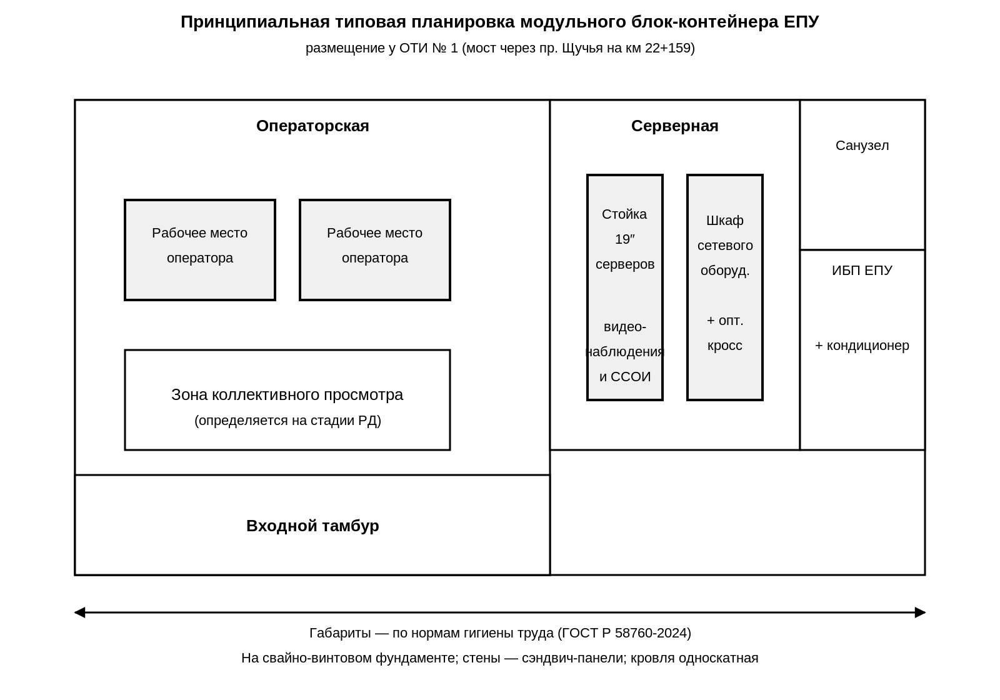 Принципиальная типовая планировка модульного блок-контейнера ЕПУ
размещение у ОТИ № 1 (мост через пр. Щучья на км 22+159)
Операторская
Рабочее место
оператора
Рабочее место
оператора
Зона коллективного просмотра
(определяется на стадии РД)
Входной тамбур
Серверная
Стойка
19″
серверов
видео-
наблюдения
и ССОИ
Шкаф
сетевого
оборуд.
+ опт.
кросс
Санузел
ИБП ЕПУ
+ кондиционер
Габариты — по нормам гигиены труда (ГОСТ Р 58760-2024)
На свайно-винтовом фундаменте; стены — сэндвич-панели; кровля односкатная